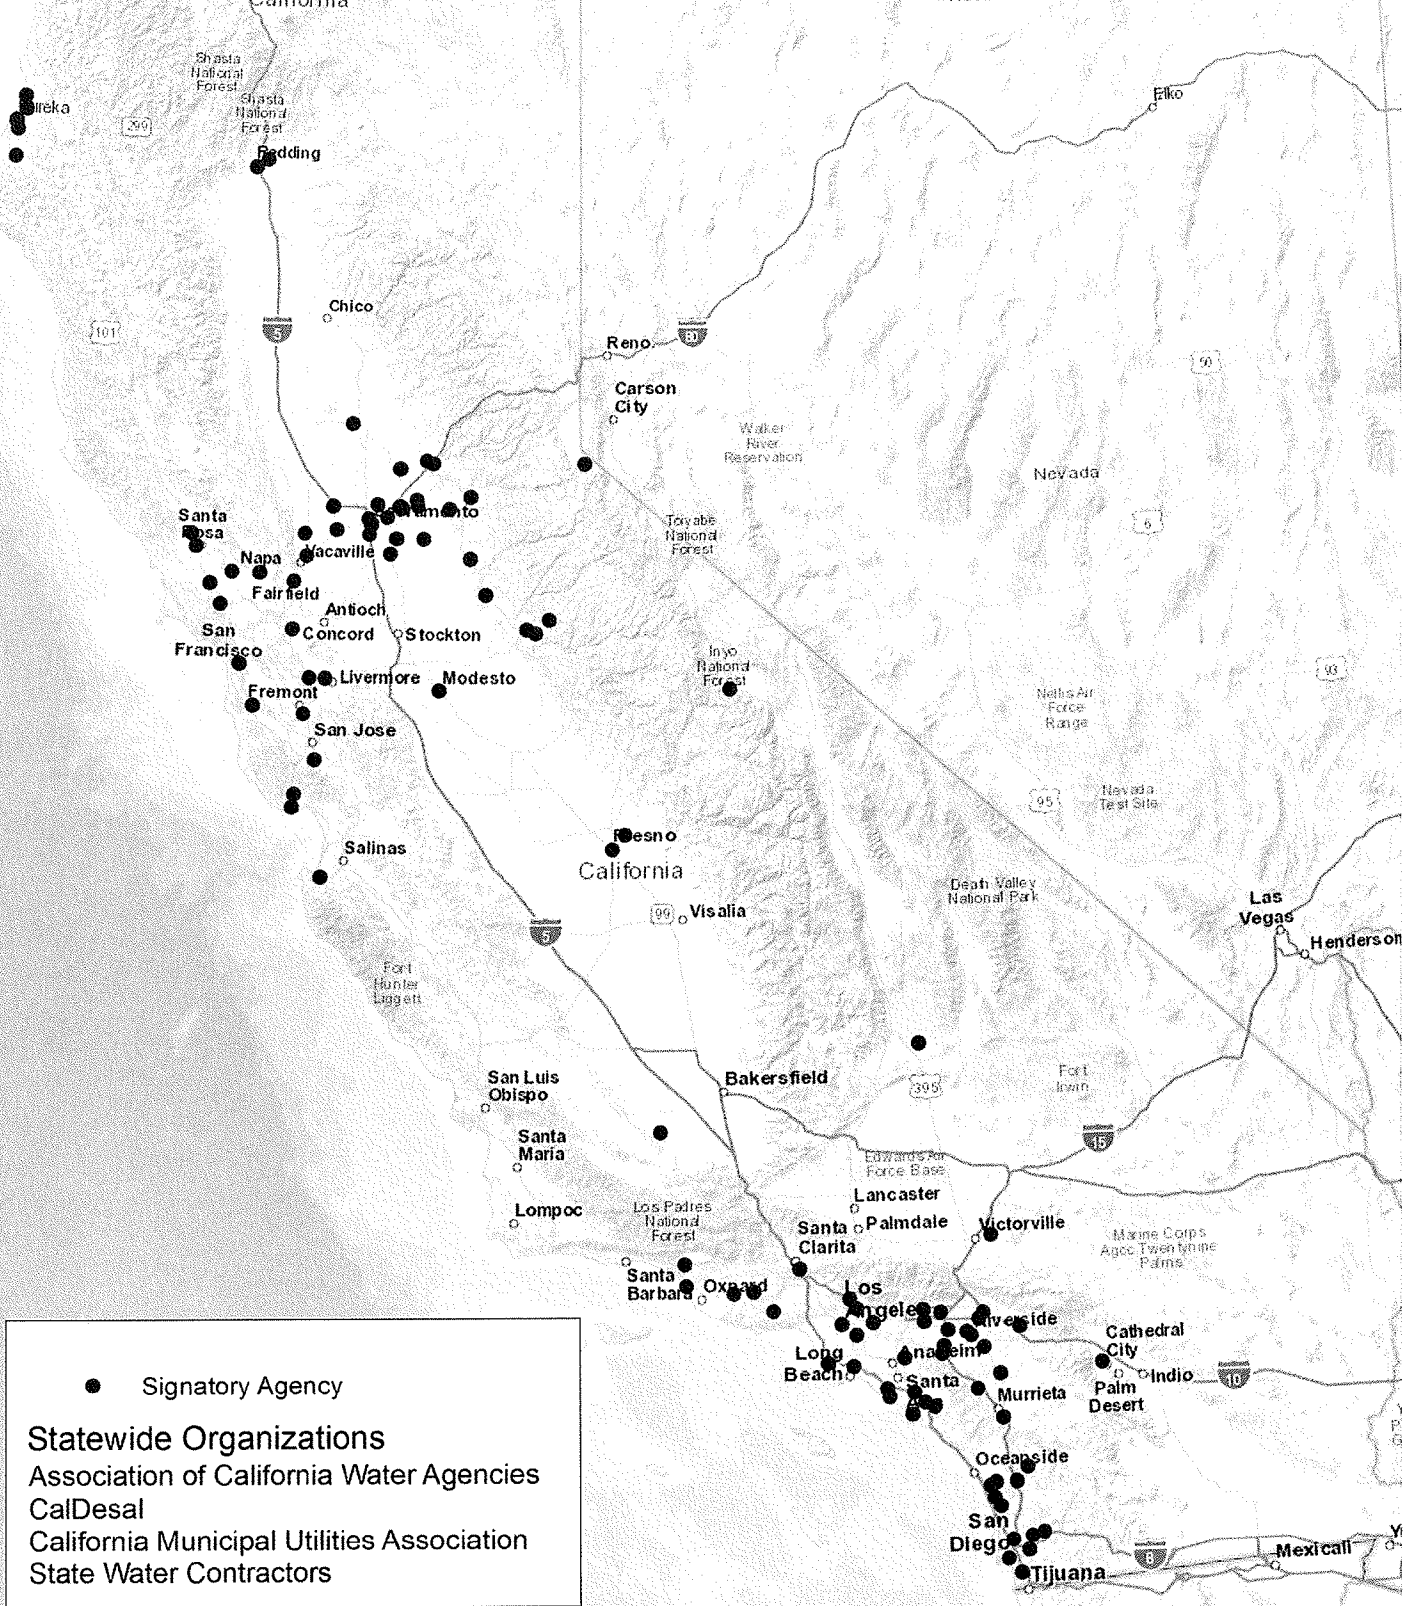 California
Shasta
National
Forest
Shasta
National
Forest
Elko
299
Redding
Chico
101
5
Reno
80
50
Carson
City
Walker
River
Reservation
Nevada
6
Santa
Rosa
Toiyabe
National
Forest
Vacaville
Napa
Fairfield
Antioch
Concord
Stockton
San
Francisco
Inyo
National
Forest
93
Livermore
Modesto
Fremont
Nellis Air
Force
Range
San Jose
95
Nevada
Test Site
Fresno
Salinas
California
Death Valley
National Park
99
Visalia
Las
Vegas
5
Henderson
Fort
Hunter
Liggett
San Luis
Obispo
Bakersfield
395
Fort
Irwin
Santa
Maria
15
Edwards Air
Force Base
Lancaster
Lompoc
Los Padres
National
Forest
Santa
Clarita
Palmdale
Victorville
Marine Corps
Agcc Twentynine
Palms
Santa
Barbara
Oxnard
Los
Angeles
Riverside
Cathedral
City
Long
Beach
Anaheim
Indio
10
Palm
Desert
Santa
Murrieta
Oceanside
San
Diego
8
Mexicali
Tijuana
Signatory Agency
Statewide Organizations
Association of California Water Agencies
CalDesal
California Municipal Utilities Association
State Water Contractors